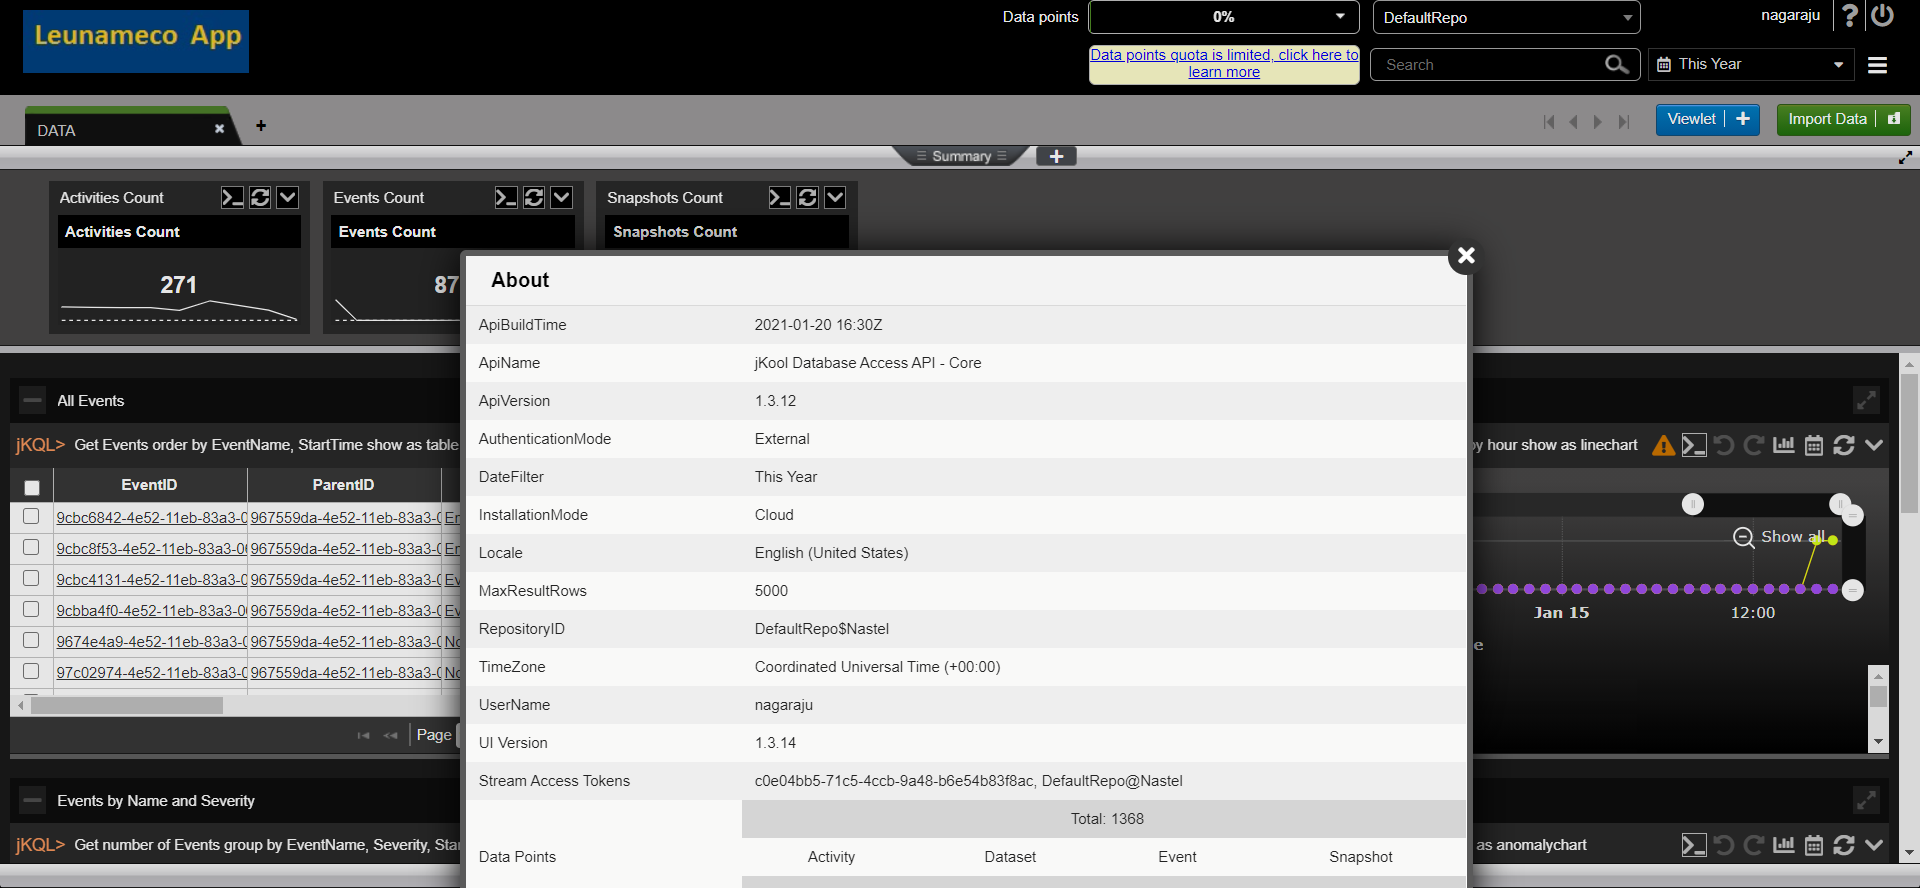 Leunameco App
Data points
0%
DefaultRepo
nagaraju
?
Data points quota is limited, click here to
learn more
Search
This Year
DATA
+
Viewlet +
Import Data
Summary
+
Activities Count
Events Count
Snapshots Count
Activities Count
Events Count
Snapshots Count
271
87
About
ApiBuildTime 2021-01-20 16:30Z
ApiName jKool Database Access API - Core
ApiVersion 1.3.12
AuthenticationMode External
DateFilter This Year
InstallationMode Cloud
Locale English (United States)
MaxResultRows 5000
RepositoryID DefaultRepo$Nastel
TimeZone Coordinated Universal Time (+00:00)
UserName nagaraju
UI Version 1.3.14
Stream Access Tokens c0e04bb5-71c5-4ccb-9a48-b6e54b83f8ac, DefaultRepo@Nastel
Total: 1368
Data Points Activity Dataset Event Snapshot
All Events
jKQL> Get Events order by EventName, StartTime show as table
EventID ParentID
9cbc6842-4e52-11eb-83a3-0 967559da-4e52-11eb-83a3-0
9cbc8f53-4e52-11eb-83a3-0 967559da-4e52-11eb-83a3-0
9cbc4131-4e52-11eb-83a3-0 967559da-4e52-11eb-83a3-0
9cbba4f0-4e52-11eb-83a3-0 967559da-4e52-11eb-83a3-0
9674e4a9-4e52-11eb-83a3-0 967559da-4e52-11eb-83a3-0
97c02974-4e52-11eb-83a3-0 967559da-4e52-11eb-83a3-0
Page
by hour show as linechart
Show all
Jan 15
12:00
e
Events by Name and Severity
jKQL> Get number of Events group by EventName, Severity, Star
as anomalychart